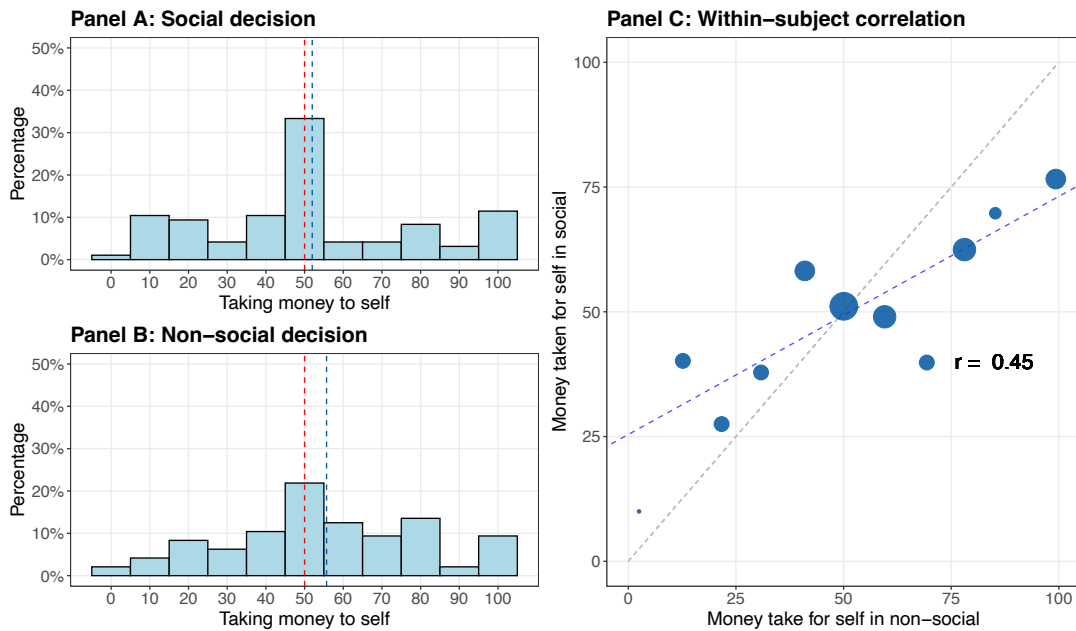 Panel A: Social decision
50%
40%
30%
20%
10%
0%
Percentage
0 10 20 30 40 50 60 70 80 90 100
Taking money to self
Panel B: Non−social decision
50%
40%
30%
20%
10%
0%
Percentage
0 10 20 30 40 50 60 70 80 90 100
Taking money to self
Panel C: Within−subject correlation
100
75
50
25
0
Money taken for self in social
r = 0.45
0 25 50 75 100
Money take for self in non−social